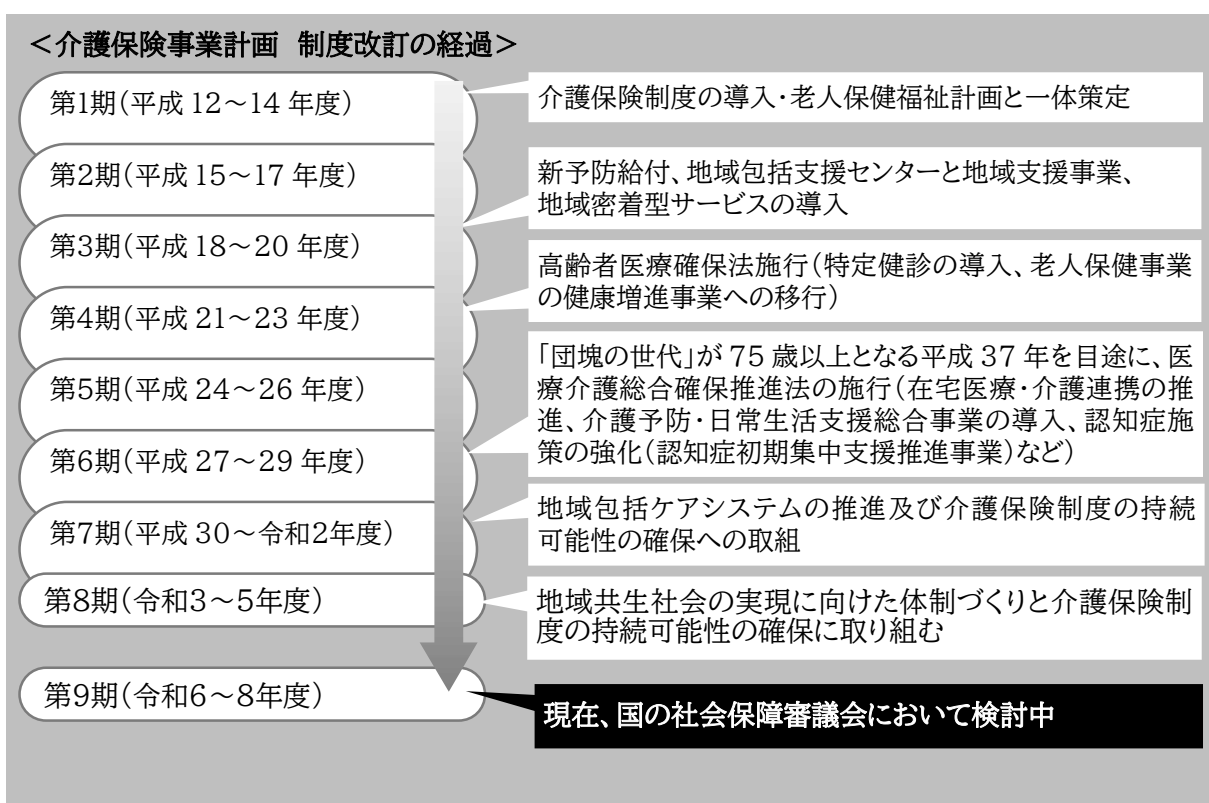 ＜介護保険事業計画 制度改訂の経過＞
第1期（平成 12～14 年度）
介護保険制度の導入・老人保健福祉計画と一体策定
第2期（平成 15～17 年度）
新予防給付、地域包括支援センターと地域支援事業、
地域密着型サービスの導入
第3期（平成 18～20 年度）
高齢者医療確保法施行（特定健診の導入、老人保健事業
の健康増進事業への移行）
第4期（平成 21～23 年度）
「団塊の世代」が 75 歳以上となる平成 37 年を目途に、医
療介護総合確保推進法の施行（在宅医療・介護連携の推
進、介護予防・日常生活支援総合事業の導入、認知症施
策の強化（認知症初期集中支援推進事業）など）
第5期（平成 24～26 年度）
第6期（平成 27～29 年度）
第7期（平成 30～令和2年度）
地域包括ケアシステムの推進及び介護保険制度の持続
可能性の確保への取組
第8期（令和3～5年度）
地域共生社会の実現に向けた体制づくりと介護保険制
度の持続可能性の確保に取り組む
第9期（令和6～8年度）
現在、国の社会保障審議会において検討中